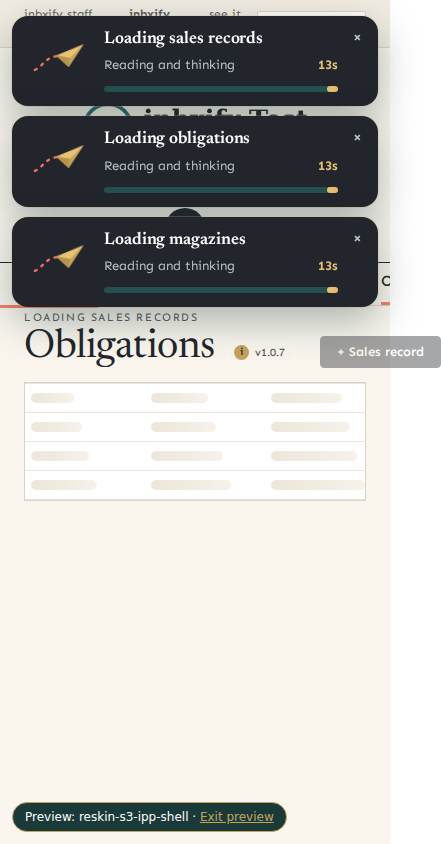 inbxify staff inbxify see it
Loading sales records ×
Reading and thinking 13s
inbxify Test
Loading obligations ×
Reading and thinking 13s
Loading magazines ×
Reading and thinking 13s
LOADING SALES RECORDS
Obligations i v1.0.7 + Sales record
Preview: reskin-s3-ipp-shell · Exit preview